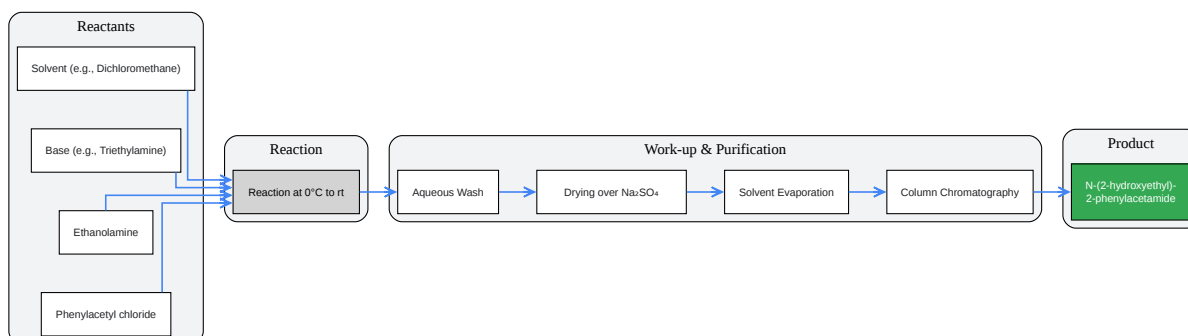 Reactants
Solvent (e.g., Dichloromethane)
Base (e.g., Triethylamine)
Ethanolamine
Phenylacetyl chloride
Reaction
Reaction at 0°C to rt
Work-up & Purification
Aqueous Wash
Drying over Na₂SO₄
Solvent Evaporation
Column Chromatography
Product
N-(2-hydroxyethyl)-
2-phenylacetamide